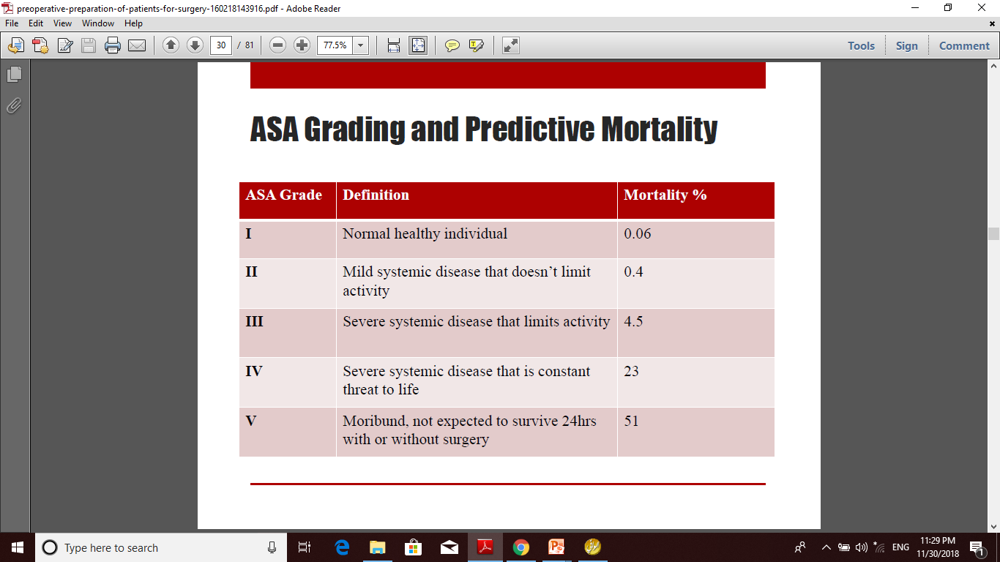 preoperative-preparation-of-patients-for-surgery-160218143916.pdf - Adobe Reader
File Edit View Window Help
30 / 81 77.5% Tools Sign Comment
ASA Grading and Predictive Mortality
ASA Grade Definition Mortality %
I Normal healthy individual 0.06
II Mild systemic disease that doesn’t limit 0.4
activity
III Severe systemic disease that limits activity 4.5
IV Severe systemic disease that is constant 23
threat to life
V Moribund, not expected to survive 24hrs 51
with or without surgery
Type here to search ENG 11:29 PM
11/30/2018 1